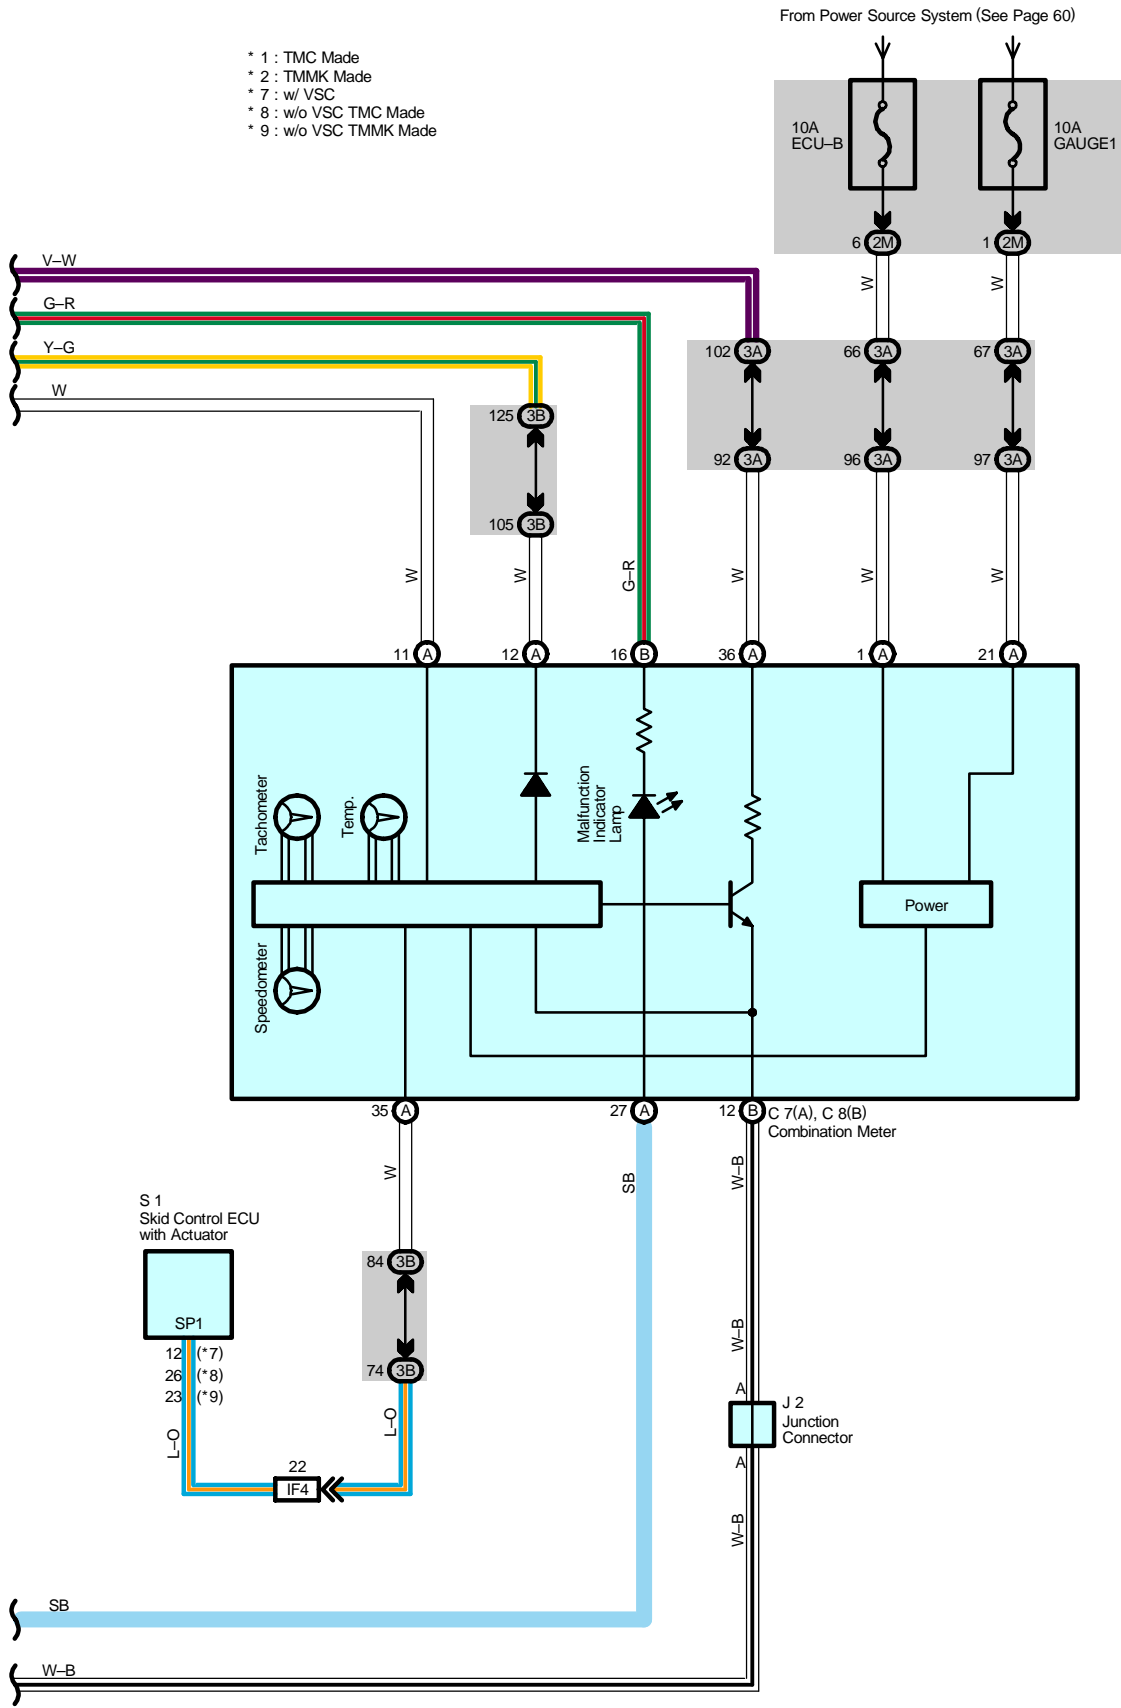 From Power Source System (See Page 60)
* 1 : TMC Made
* 2 : TMMK Made
* 7 : w/ VSC
* 8 : w/o VSC TMC Made
* 9 : w/o VSC TMMK Made
10A
ECU–B
10A
GAUGE1
6 2M
1 2M
V–W
G–R
Y–G
W
W
W
102 3A
66 3A
67 3A
125 3B
92 3A
96 3A
97 3A
105 3B
W
W
G–R
W
W
W
11 A
12 A
16 B
36 A
1 A
21 A
Tachometer
Temp.
Malfunction
Indicator
Lamp
Power
Speedometer
35 A
27 A
12 B
C 7(A), C 8(B)
Combination Meter
W
SB
W–B
S 1
Skid Control ECU
with Actuator
SP1
12 (*7)
26 (*8)
23 (*9)
84 3B
74 3B
L–O
L–O
22
IF4
W–B
A
J 2
Junction
Connector
A
W–B
SB
W–B